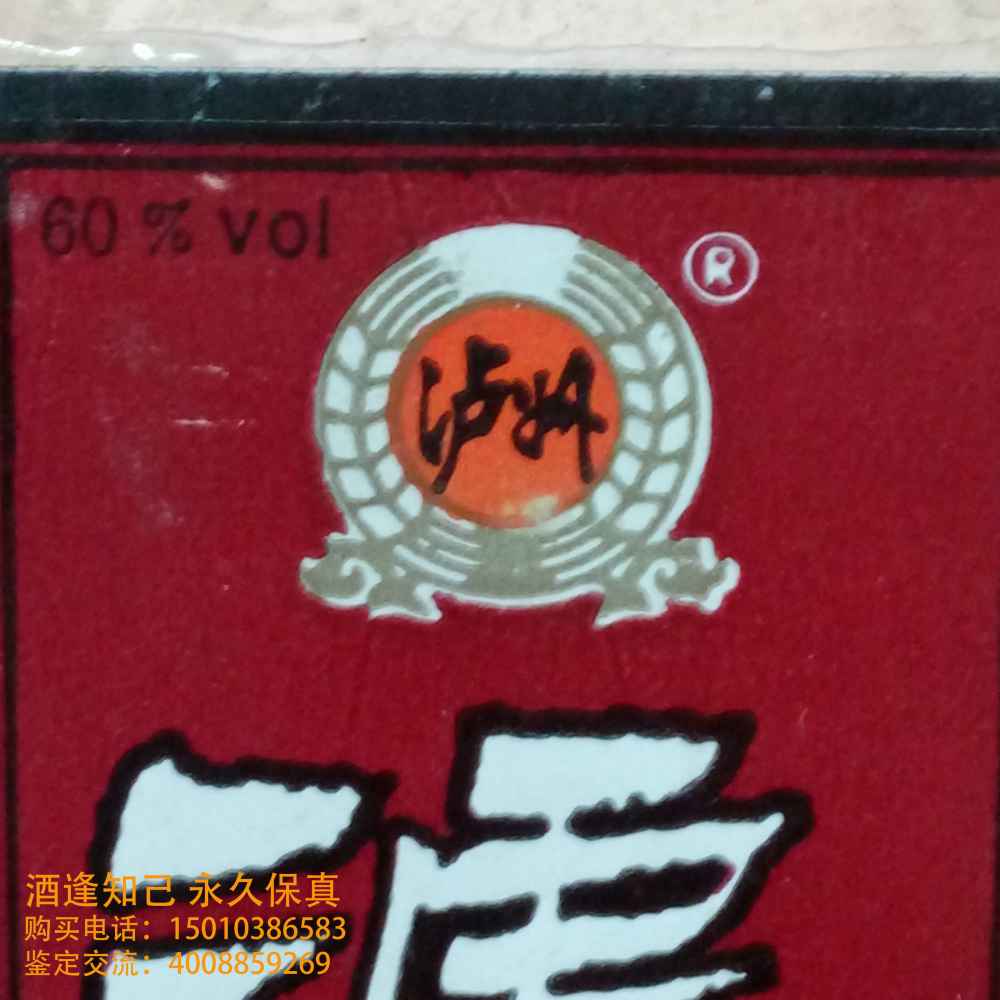 60 % vol
®
泸州
酒逢知己 永久保真
购买电话：15010386583
鉴定交流：4008859269